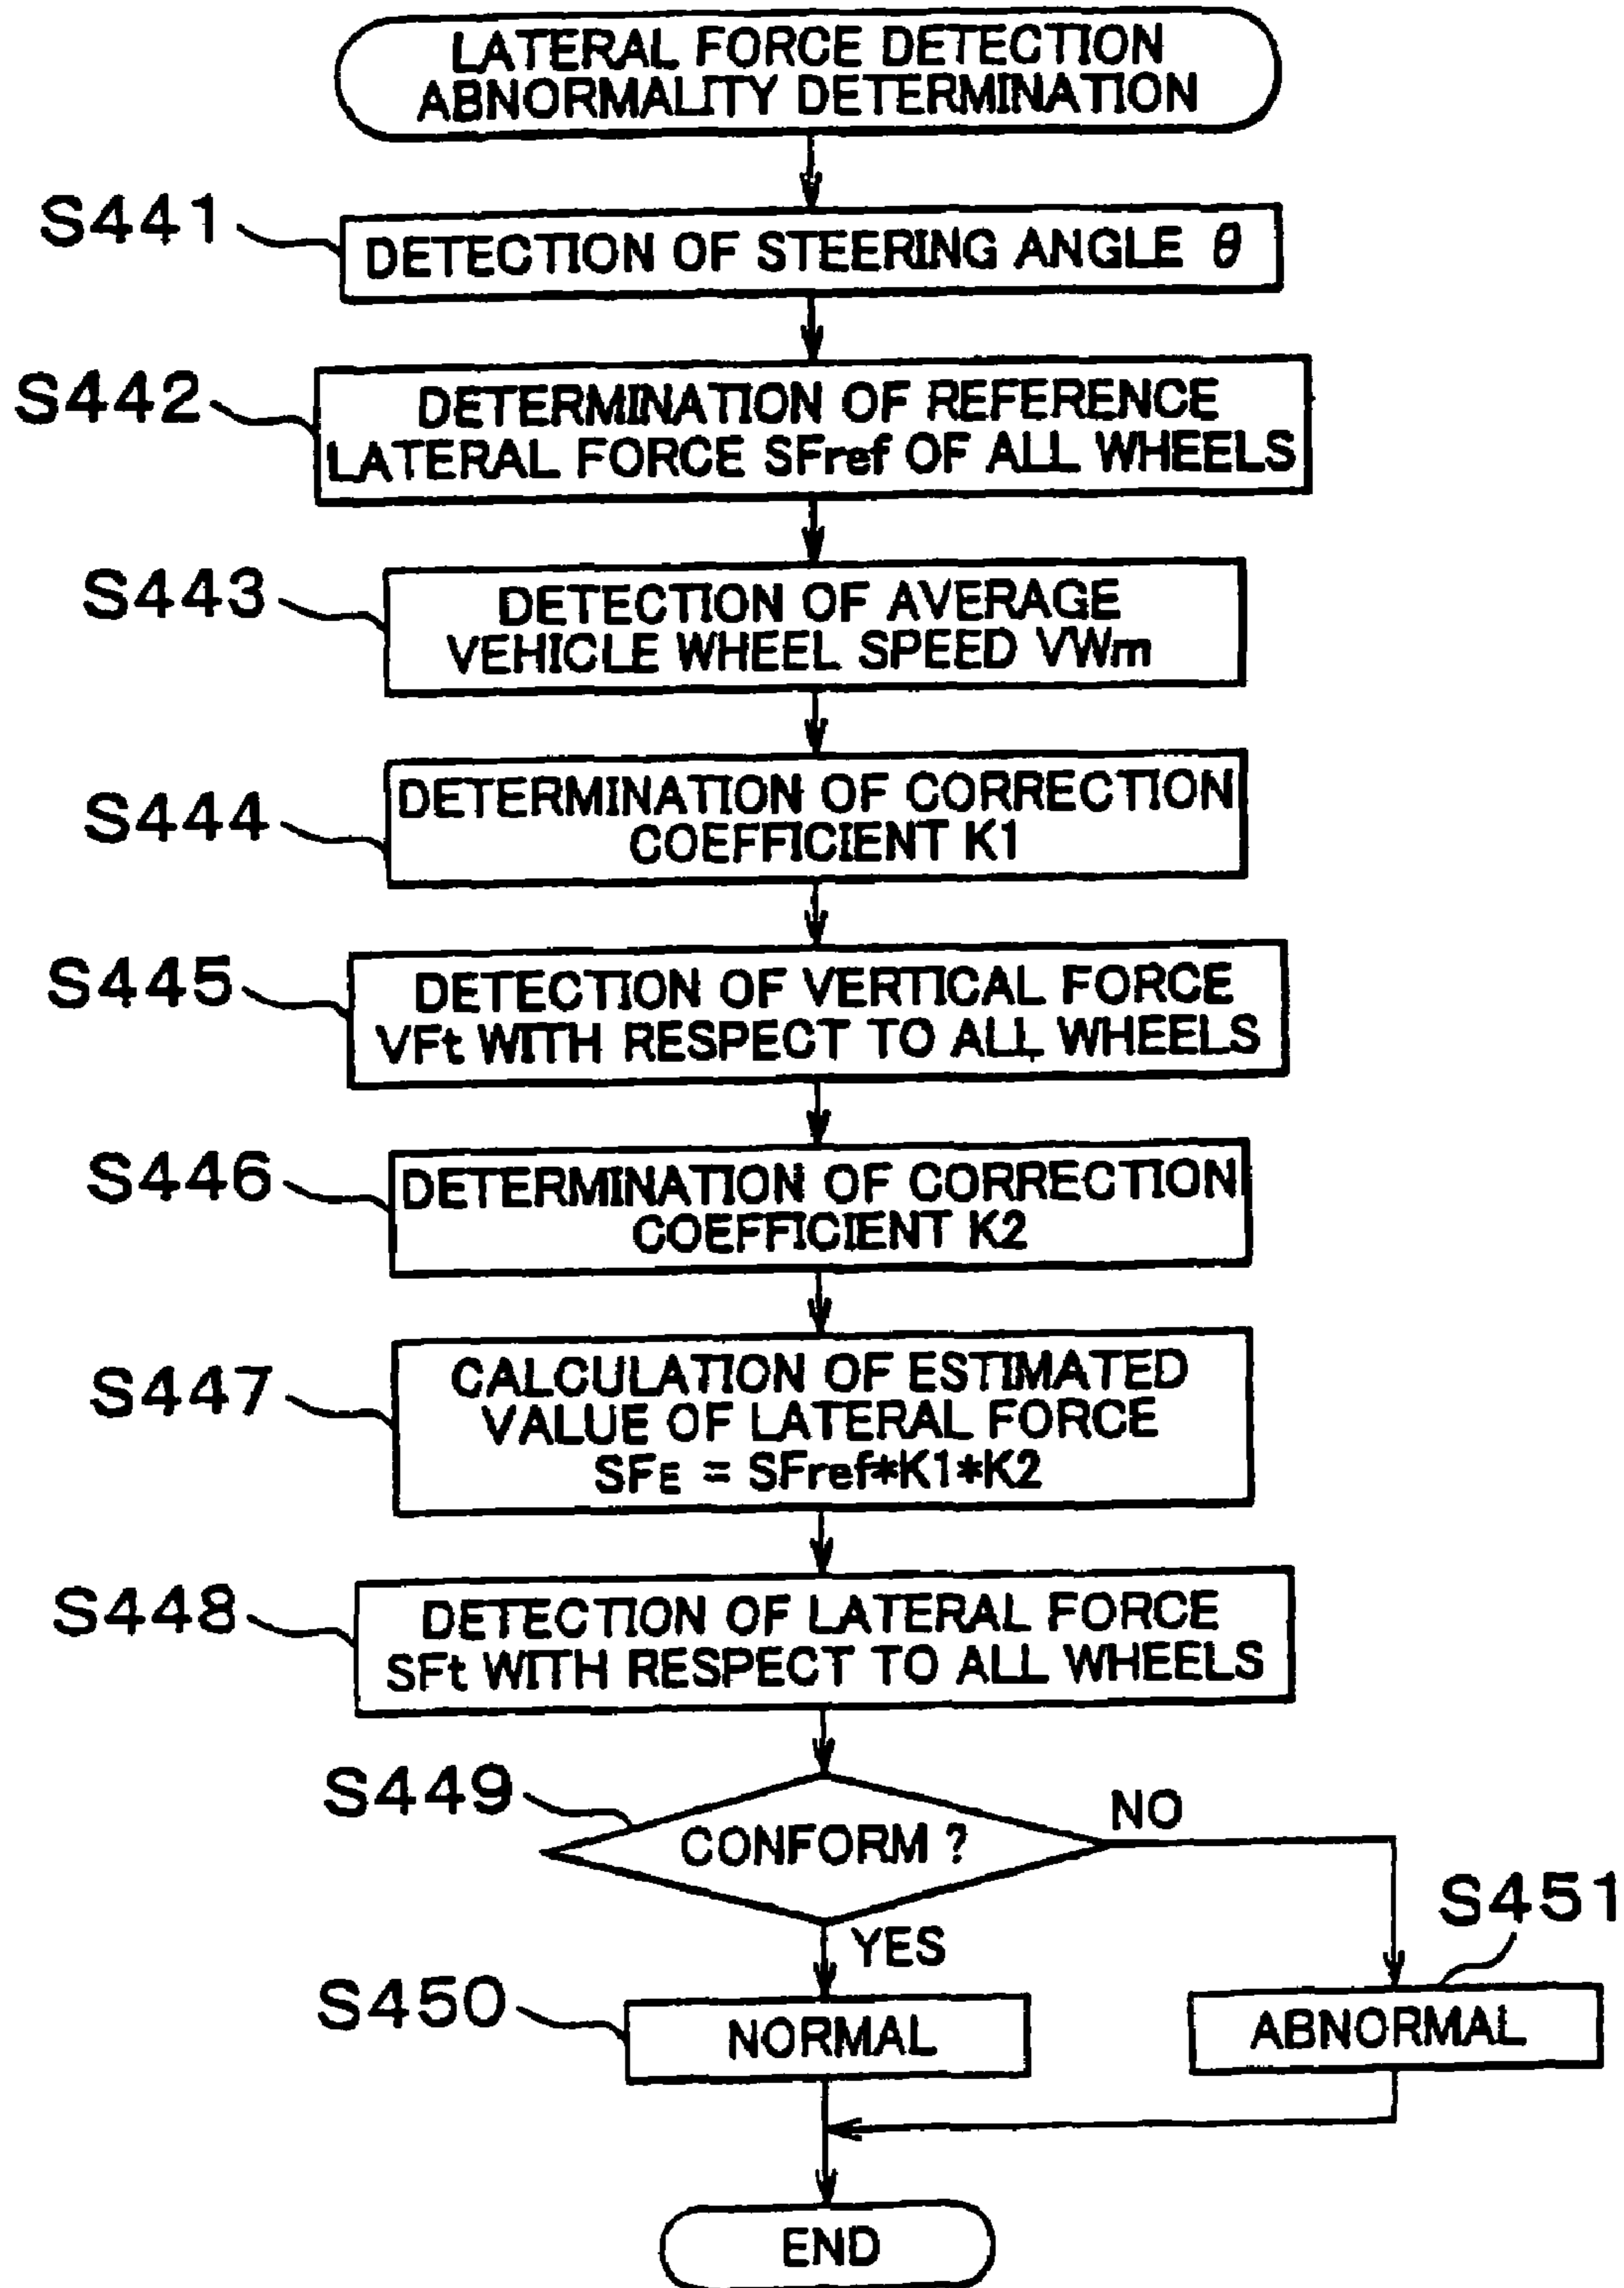 LATERAL FORCE DETECTION
ABNORMALITY DETERMINATION
S441
DETECTION OF STEERING ANGLE θ
S442
DETERMINATION OF REFERENCE
LATERAL FORCE SFref OF ALL WHEELS
S443
DETECTION OF AVERAGE
VEHICLE WHEEL SPEED VWm
S444
DETERMINATION OF CORRECTION
COEFFICIENT K1
S445
DETECTION OF VERTICAL FORCE
VFt WITH RESPECT TO ALL WHEELS
S446
DETERMINATION OF CORRECTION
COEFFICIENT K2
S447
CALCULATION OF ESTIMATED
VALUE OF LATERAL FORCE
SFE = SFref*K1*K2
S448
DETECTION OF LATERAL FORCE
SFt WITH RESPECT TO ALL WHEELS
S449
CONFORM ?
NO
YES
S451
S450
NORMAL
ABNORMAL
END